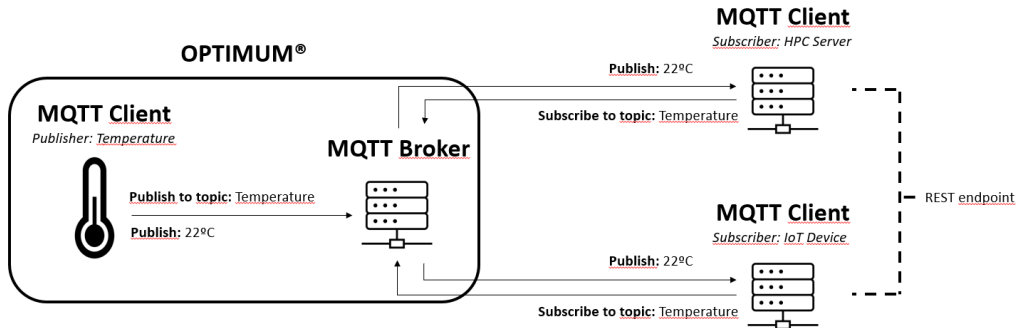 OPTIMUM®
MQTT Client
Publisher: Temperature
Publish to topic: Temperature
Publish: 22ºC
MQTT Broker
Publish: 22ºC
Subscribe to topic: Temperature
MQTT Client
Subscriber: HPC Server
MQTT Client
Subscriber: IoT Device
Publish: 22ºC
Subscribe to topic: Temperature
REST endpoint